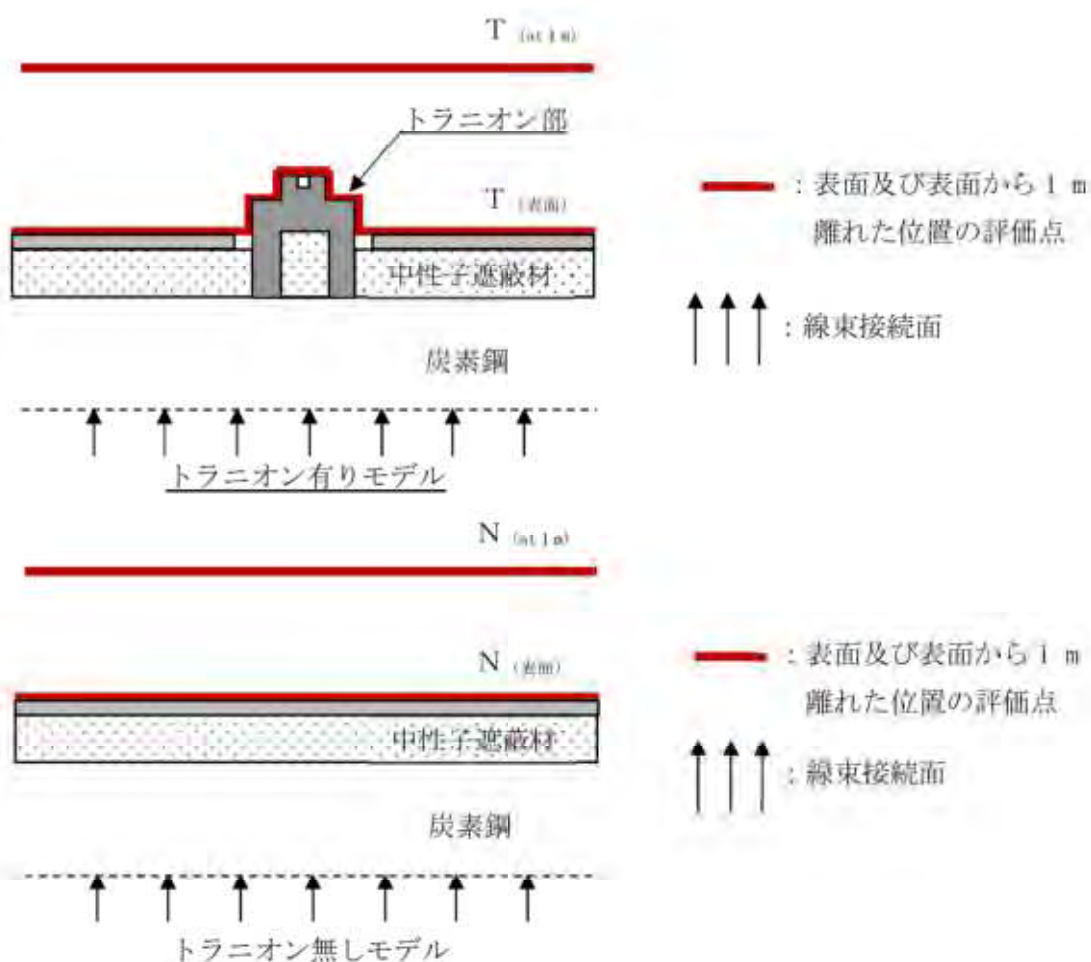 T (at 1 m)
トラニオン部
T (表面)
: 表面及び表面から1 m
離れた位置の評価点
中性子遮蔽材
: 線束接続面
炭素鋼
トラニオン有りモデル
N (at 1 m)
N (表面)
: 表面及び表面から1 m
離れた位置の評価点
中性子遮蔽材
: 線束接続面
炭素鋼
トラニオン無しモデル